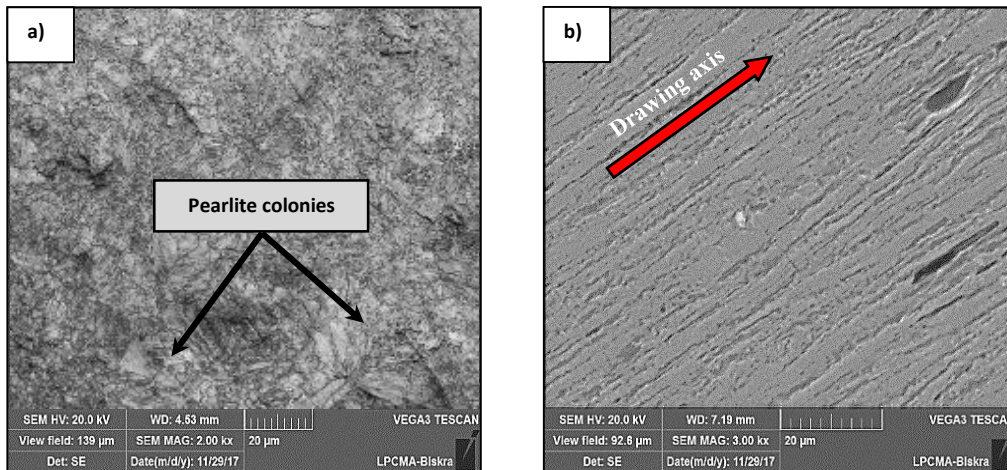 a)
Pearlite colonies
SEM HV: 20.0 kV
WD: 4.53 mm
VEGA3 TESCAN
View field: 139 µm
SEM MAG: 2.00 kx
20 µm
Det: SE
Date(m/d/y): 11/29/17
LPCMA-Biskra
b)
Drawing axis
SEM HV: 20.0 kV
WD: 7.19 mm
VEGA3 TESCAN
View field: 92.6 µm
SEM MAG: 3.00 kx
20 µm
Det: SE
Date(m/d/y): 11/29/17
LPCMA-Biskra